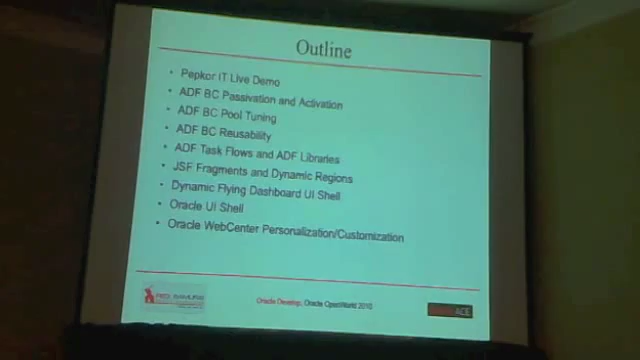 Outline
• Pepkor IT Live Demo
• ADF BC Passivation and Activation
• ADF BC Pool Tuning
• ADF BC Reusability
• ADF Task Flows and ADF Libraries
• JSF Fragments and Dynamic Regions
• Dynamic Flying Dashboard UI Shell
• Oracle UI Shell
• Oracle WebCenter Personalization/Customization
RED SAMURAI
Oracle Develop, Oracle OpenWorld 2010
ACE